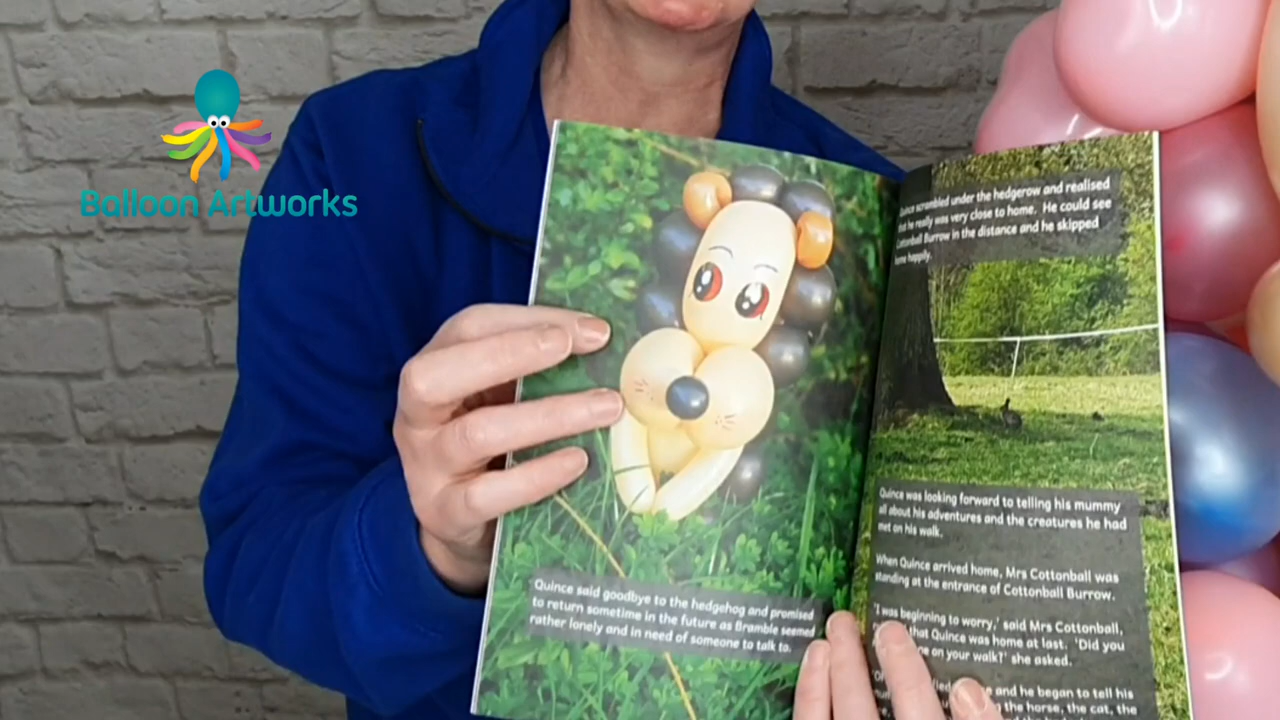 Balloon Artworks
Quince said goodbye to the hedgehog and promised
to return sometime in the future as Bramble seemed
rather lonely and in need of someone to talk to.
Quince scrambled under the hedgerow and realised
that he really was very close to home. He could see
Cottonball Burrow in the distance and he skipped
home happily.
Quince was looking forward to telling his mummy
all about his adventures and the creatures he had
met on his walk.
When Quince arrived home, Mrs Cottonball was
standing at the entrance of Cottonball Burrow.
'I was beginning to worry,' said Mrs Cottonball,
that Quince was home at last. 'Did you
on your walk?' she asked.
and he began to tell his
the horse, the cat, the